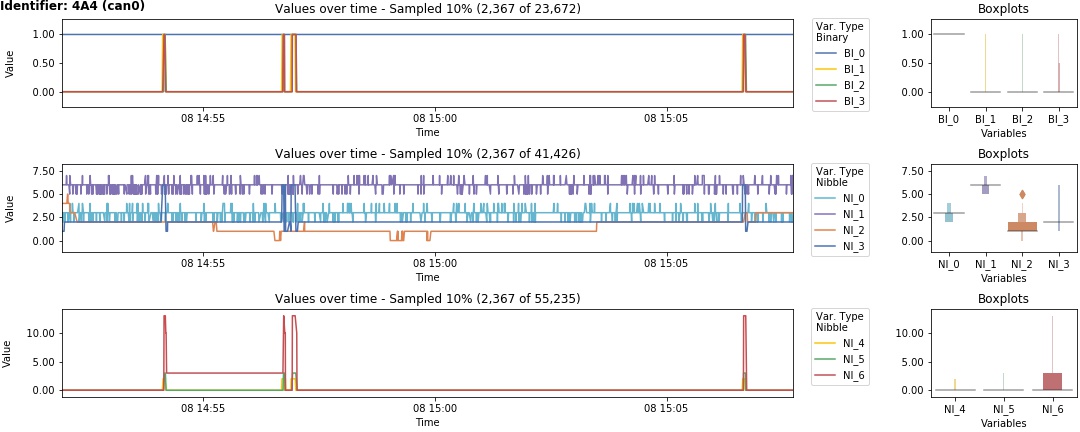 Identifier: 4A4 (can0)
Values over time - Sampled 10% (2,367 of 23,672)
Boxplots
Value
1.00
0.50
0.00
08 14:55
08 15:00
08 15:05
Time
Var. Type
Binary
BI_0
BI_1
BI_2
BI_3
1.00
0.50
0.00
BI_0
BI_1
BI_2
BI_3
Variables
Values over time - Sampled 10% (2,367 of 41,426)
Boxplots
Value
7.50
5.00
2.50
0.00
08 14:55
08 15:00
08 15:05
Time
Var. Type
Nibble
NI_0
NI_1
NI_2
NI_3
7.50
5.00
2.50
0.00
NI_0
NI_1
NI_2
NI_3
Variables
Values over time - Sampled 10% (2,367 of 55,235)
Boxplots
Value
10.00
5.00
0.00
08 14:55
08 15:00
08 15:05
Time
Var. Type
Nibble
NI_4
NI_5
NI_6
10.00
5.00
0.00
NI_4
NI_5
NI_6
Variables